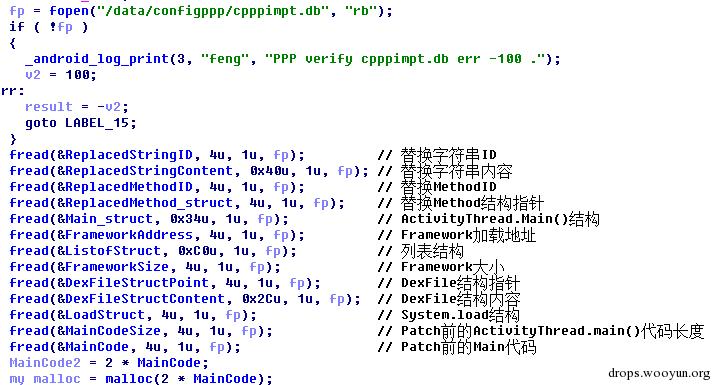 fp = fopen("/data/configppp/cpppimpt.db", "rb");
if ( !fp )
{
_android_log_print(3, "feng", "PPP verify cpppimpt.db err -100 .");
v2 = 100;
rr:
result = -v2;
goto LABEL_15;
}
fread(&ReplacedStringID, 4u, 1u, fp); // 替换字符串ID
fread(&ReplacedStringContent, 0x40u, 1u, fp); // 替换字符串内容
fread(&ReplacedMethodID, 4u, 1u, fp); // 替换MethodID
fread(&ReplacedMethod_struct, 4u, 1u, fp); // 替换Method结构指针
fread(&Main_struct, 0x34u, 1u, fp); // ActivityThread.Main()结构
fread(&FrameworkAddress, 4u, 1u, fp); // Framework加载地址
fread(&ListofStruct, 0xC0u, 1u, fp); // 列表结构
fread(&FrameworkSize, 4u, 1u, fp); // Framework大小
fread(&DexFileStructPoint, 4u, 1u, fp); // DexFile结构指针
fread(&DexFileStructContent, 0x2Cu, 1u, fp); // DexFile结构内容
fread(&LoadStruct, 4u, 1u, fp); // System.load结构
fread(&MainCodeSize, 4u, 1u, fp); // Patch前的ActivityThread.main()代码长度
fread(&MainCode, 4u, 1u, fp); // Patch前的Main代码
MainCode2 = 2 * MainCode;
my_malloc = malloc(2 * MainCode);
drops.wooyun.org